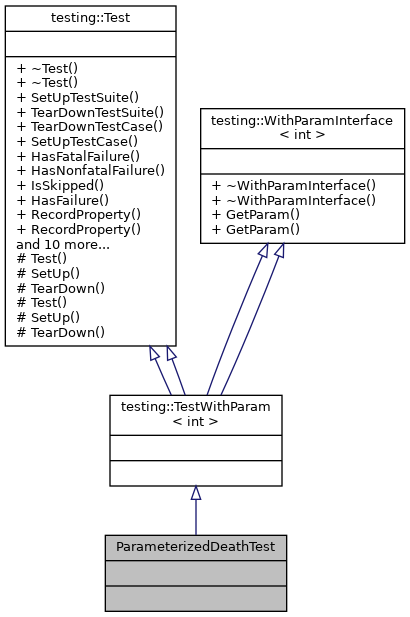 testing::Test
+ ~Test()
+ ~Test()
+ SetUpTestSuite()
+ TearDownTestSuite()
+ TearDownTestCase()
+ SetUpTestCase()
+ HasFatalFailure()
+ HasNonfatalFailure()
+ IsSkipped()
+ HasFailure()
+ RecordProperty()
+ RecordProperty()
and 10 more...
# Test()
# SetUp()
# TearDown()
# Test()
# SetUp()
# TearDown()
testing::WithParamInterface
< int >
+ ~WithParamInterface()
+ ~WithParamInterface()
+ GetParam()
+ GetParam()
testing::TestWithParam
< int >
ParameterizedDeathTest